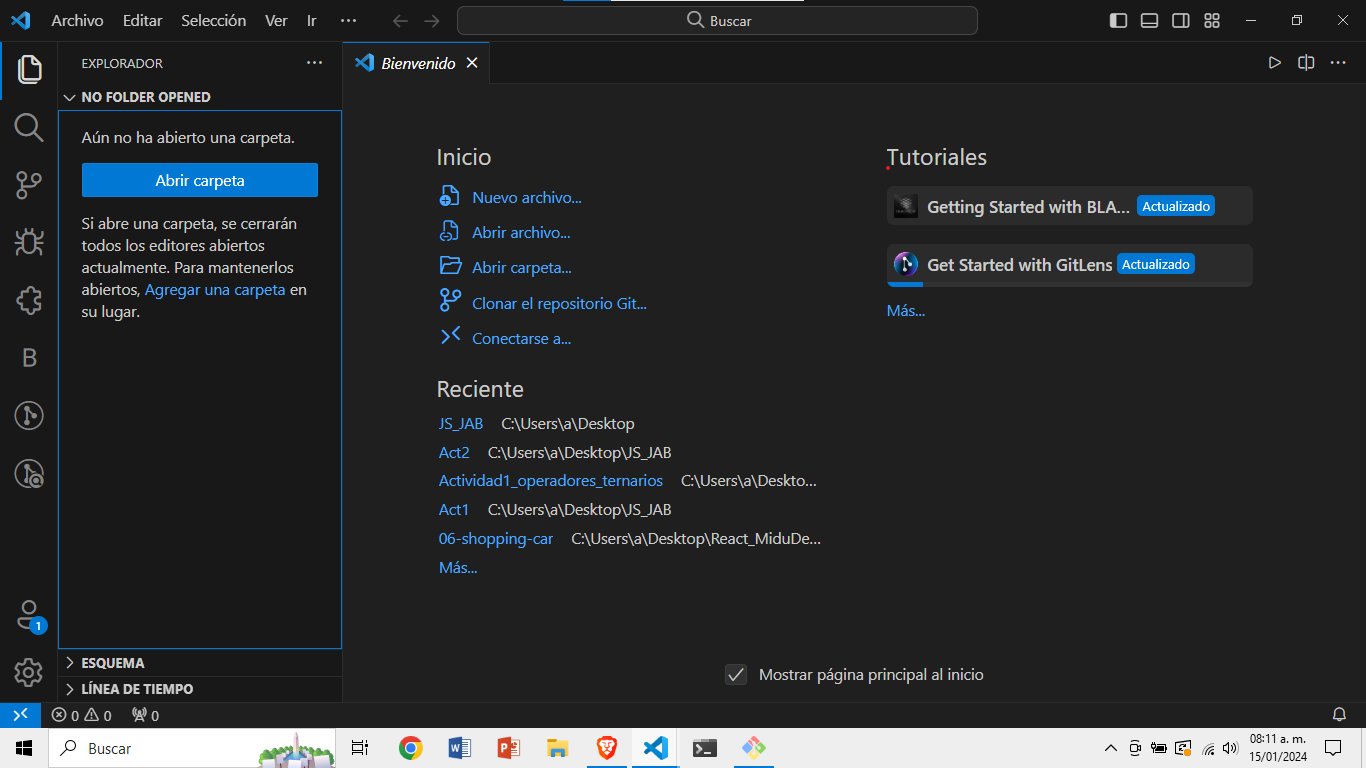 Archivo Editar Selección Ver Ir ··· Buscar
EXPLORADOR ···
Bienvenido
NO FOLDER OPENED
Aún no ha abierto una carpeta.
Abrir carpeta
Si abre una carpeta, se cerrarán
todos los editores abiertos
actualmente. Para mantenerlos
abiertos, Agregar una carpeta en
su lugar.
B
1
ESQUEMA
LÍNEA DE TIEMPO
Inicio
Nuevo archivo...
Abrir archivo...
Abrir carpeta...
Clonar el repositorio Git...
Conectarse a...
Reciente
JS_JAB C:\Users\a\Desktop
Act2 C:\Users\a\Desktop\JS_JAB
Actividad1_operadores_ternarios C:\Users\a\Deskto...
Act1 C:\Users\a\Desktop\JS_JAB
06-shopping-car C:\Users\a\Desktop\React_MiduDe...
Más...
Tutoriales
Getting Started with BLA... Actualizado
Get Started with GitLens Actualizado
Más...
Mostrar página principal al inicio
0 0 0
Buscar
08:11 a. m.
15/01/2024